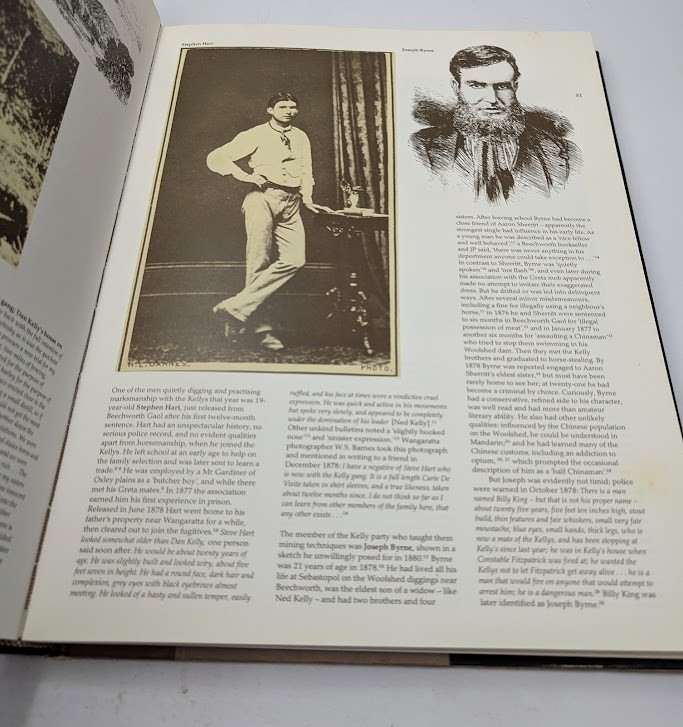 Stephen Hart
Joseph Byrne
W. E. BARNES,
PHOTO.
One of the men quietly digging and practising
marksmanship with the Kellys that year was 19-
year-old Stephen Hart, just released from
Beechworth Gaol after his first twelve-month
sentence. Hart had an unspectacular history, no
serious police record, and no evident qualities
apart from horsemanship, when he joined the
Kellys. He left school at an early age to help on
the family selection and was later sent to learn a
trade. He was employed by a Mr Gardiner of
Oxley plains as a 'butcher boy', and while there
met his Greta mates. In 1877 the association
earned him his first experience in prison.
Released in June 1878 Hart went home to his
father's property near Wangaratta for a while,
then cleared out to join the fugitives. Steve Hart
looked somewhat older than Dan Kelly, one person
said soon after. He would be about twenty years of
age. He was slightly built and looked wiry, about five
feet seven in height. He had a round face, dark hair and
complexion, grey eyes with black eyebrows almost
meeting. He looked of a hasty and sullen temper, easily
ruffled, and his face at times were a vindictive cruel
expression. He was quick and active in his movements
but spoke very slowly, and appeared to be completely
under the domination of his leader [Ned Kelly].
Other unkind bulletins noted a 'slightly hooked
nose' and 'sinister expression.' Wangaratta
photographer W.S. Barnes took this photograph
and mentioned in writing to a friend in
December 1878: I have a negative of Steve Hart who
is now with the Kelly gang. It is a full length Carte De
Visite taken in shirt sleeves, and a true likeness, taken
about twelve months since. I do not think so far as I
can learn from other members of the family here, that
any other exists . . .
The member of the Kelly party who taught them
mining techniques was Joseph Byrne, shown in a
sketch he unwillingly posed for in 1880. Byrne
was 21 years of age in 1878. He had lived all his
life at Sebastopol on the Woolshed diggings near
Beechworth, was the eldest son of a widow – like
Ned Kelly – and had two brothers and four
sisters. After leaving school Byrne had become a
close friend of Aaron Sherritt – apparently the
strongest single bad influence in his early life. As
a young man he was described as a 'nice fellow
and well behaved', a Beechworth bookseller
and JP said, 'there was never anything in his
deportment anyone could take exception to . . .'
In contrast to Sherritt, Byrne was 'quietly
spoken' and 'not flash', and even later during
his association with the Greta mob apparently
made no attempt to imitate their exaggerated
dress. But he drifted or was led into delinquent
ways. After several minor misdemeanours,
including a fine for illegally using a neighbour's
horse, in 1876 he and Sherritt were sentenced
to six months in Beechworth Gaol for 'illegal
possession of meat', and in January 1877 to
another six months for 'assaulting a Chinaman'
who tried to stop them swimming in his
Woolshed dam. Then they met the Kelly
brothers and graduated to horse-stealing. By
1878 Byrne was reported engaged to Aaron
Sherritt's eldest sister, but must have been
rarely home to see her; at twenty-one he had
become a criminal by choice. Curiously, Byrne
had a conservative, refined side to his character,
was well read and had more than amateur
literary ability. He also had other unlikely
qualities: influenced by the Chinese population
on the Woolshed, he could be understood in
Mandarin; and he had learned many of the
Chinese customs, including an addiction to
opium, which prompted the occasional
description of him as a 'half Chinaman'.
But Joseph was evidently not timid; police
were warned in October 1878: There is a man
named Billy King – but that is not his proper name –
about twenty five years, five feet ten inches high, stout
build, thin features and fair whiskers, small very fair
moustache, blue eyes, small hands, thick legs, who is
now a mate of the Kellys, and has been stopping at
Kelly's since last year; he was in Kelly's house when
Constable Fitzpatrick was fired at; he wanted the
Kellys not to let Fitzpatrick get away alive . . . he is a
man that would fire on anyone that would attempt to
arrest him; he is a dangerous man. Billy King was
later identified as Joseph Byrne.